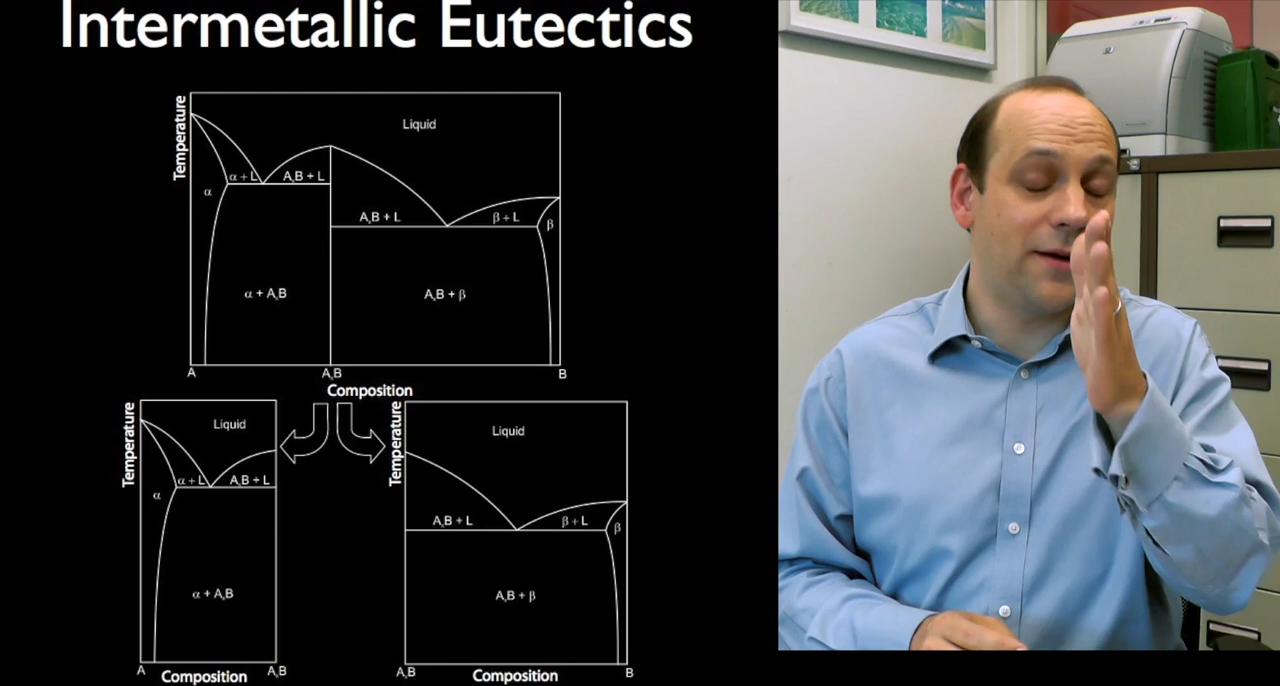 Intermetallic Eutectics
Temperature
Liquid
α + L
AₓB + L
α
AₓB + L
β + L
β
α + AₓB
AₓB + β
A
AₓB
B
Composition
Temperature
Liquid
α + L
AₓB + L
α
α + AₓB
A
AₓB
Composition
Temperature
Liquid
AₓB + L
β + L
β
AₓB + β
AₓB
B
Composition
hp